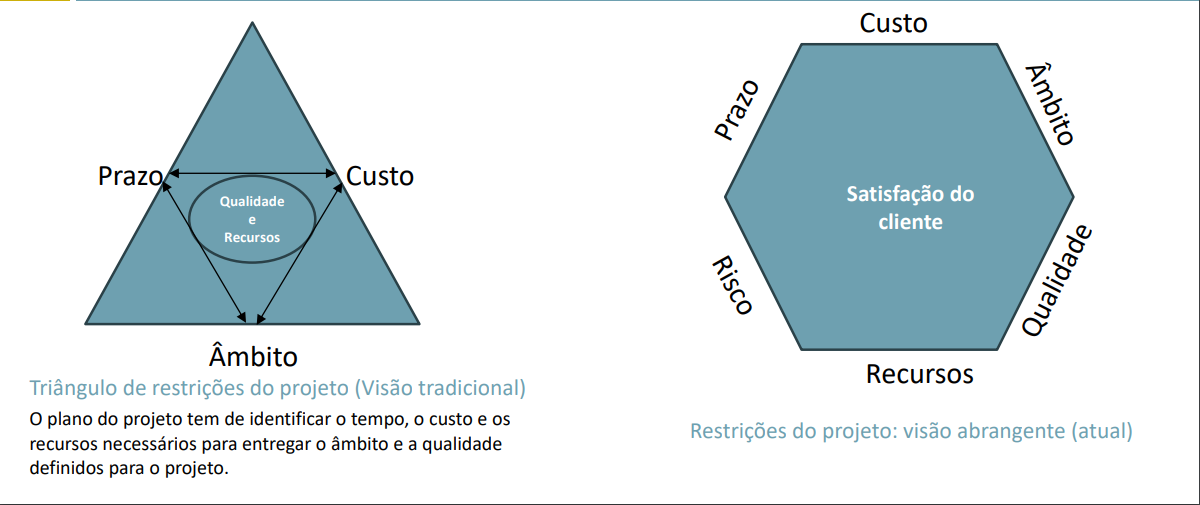 Prazo
Custo
Qualidade
e
Recursos
Âmbito
Triângulo de restrições do projeto (Visão tradicional)
O plano do projeto tem de identificar o tempo, o custo e os
recursos necessários para entregar o âmbito e a qualidade
definidos para o projeto.
Custo
Prazo
Âmbito
Satisfação do
cliente
Risco
Qualidade
Recursos
Restrições do projeto: visão abrangente (atual)